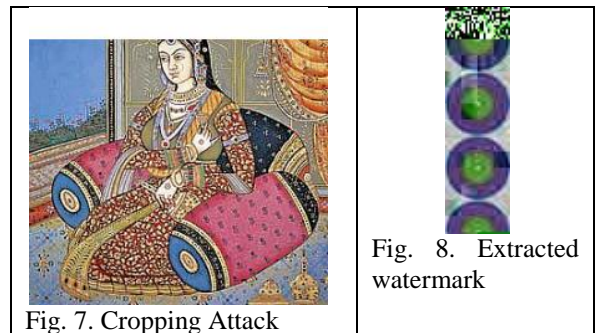 Fig. 7. Cropping Attack
Fig. 8. Extracted
watermark